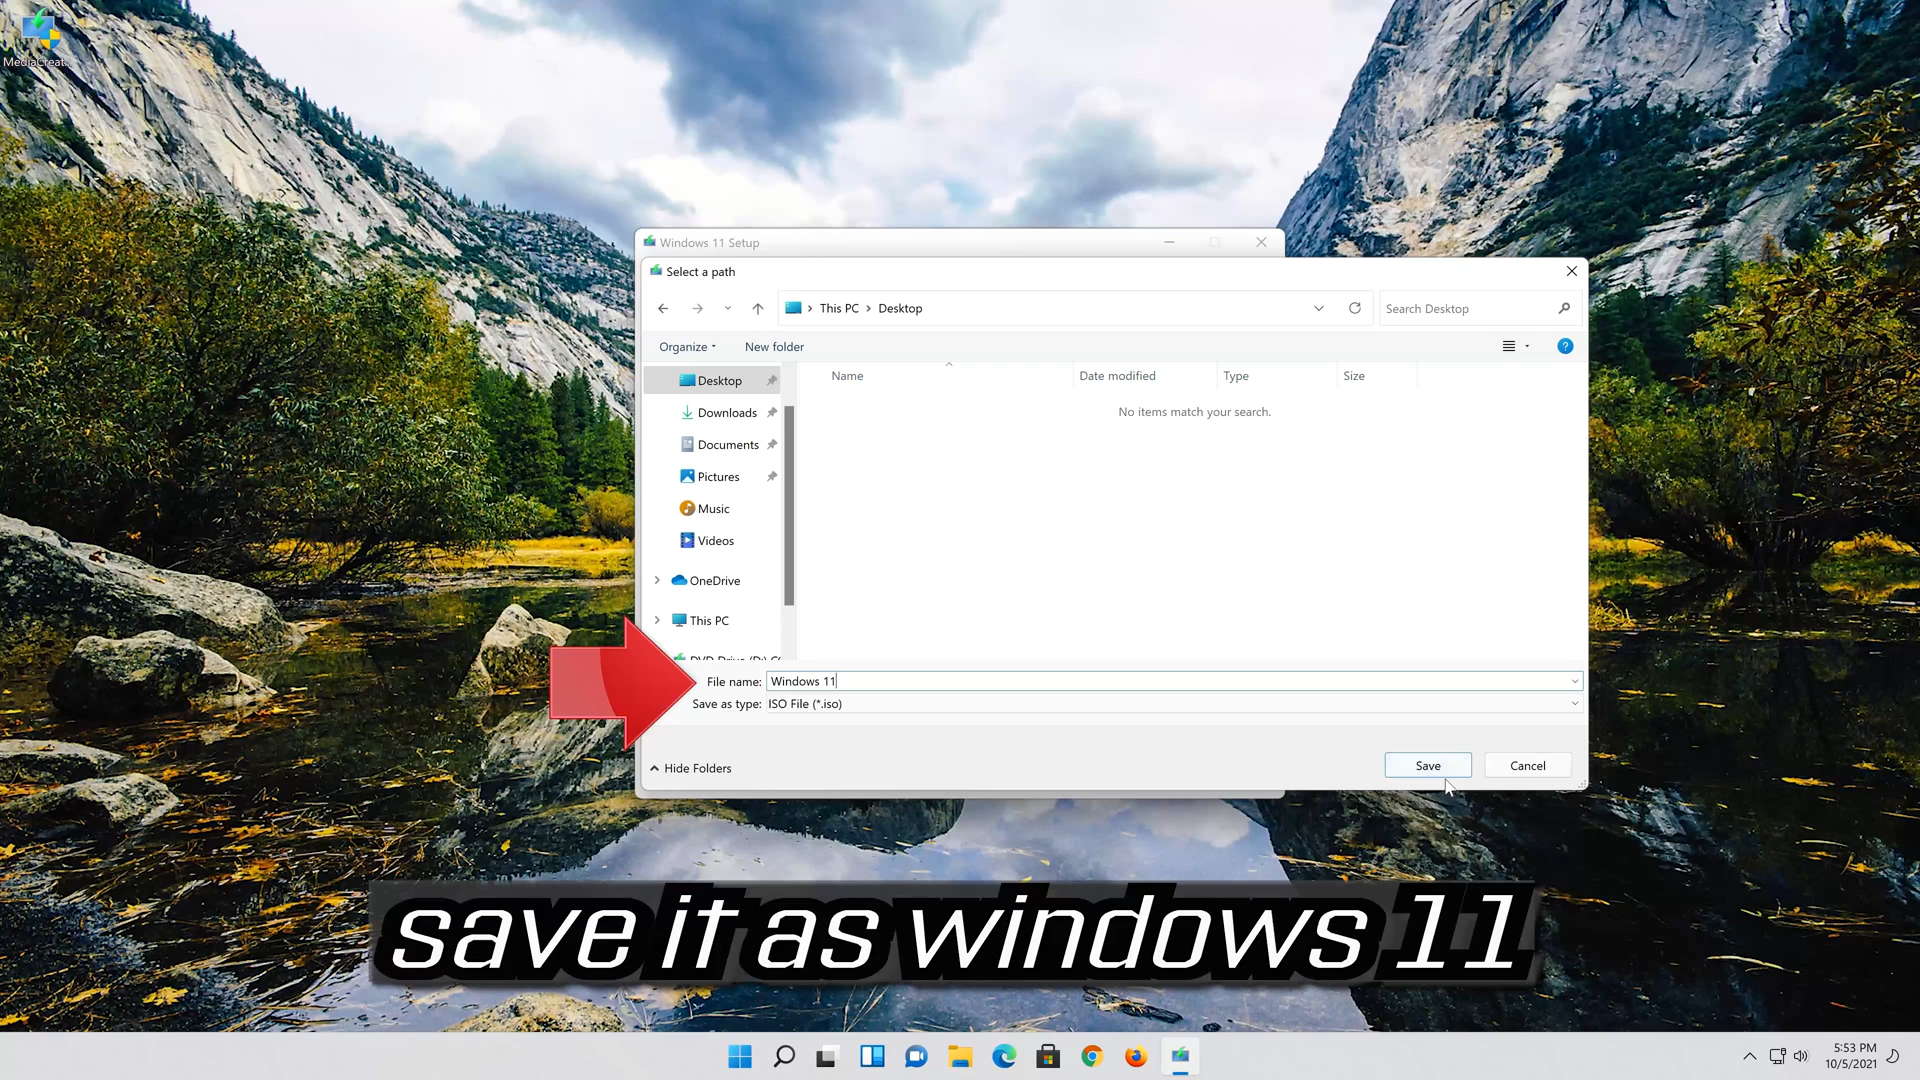 MediaCreat...
Windows 11 Setup
Select a path
This PC
Desktop
Search Desktop
Organize
New folder
Name
Date modified
Type
Size
No items match your search.
Desktop
Downloads
Documents
Pictures
Music
Videos
OneDrive
This PC
File name:
Windows 11
Save as type:
ISO File (*.iso)
Hide Folders
Save
Cancel
save it as windows 11
5:53 PM
10/5/2021